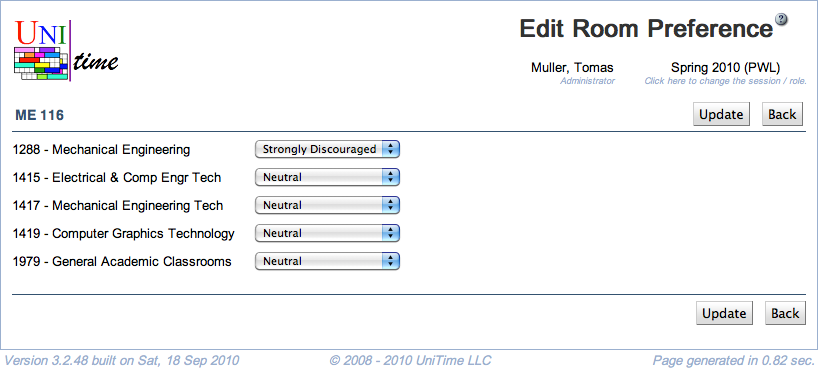 UNI
time
Edit Room Preference ?
Muller, Tomas Spring 2010 (PWL)
Administrator Click here to change the session / role.
ME 116 Update Back
1288 - Mechanical Engineering Strongly Discouraged
1415 - Electrical & Comp Engr Tech Neutral
1417 - Mechanical Engineering Tech Neutral
1419 - Computer Graphics Technology Neutral
1979 - General Academic Classrooms Neutral
Update Back
Version 3.2.48 built on Sat, 18 Sep 2010 © 2008 - 2010 UniTime LLC Page generated in 0.82 sec.